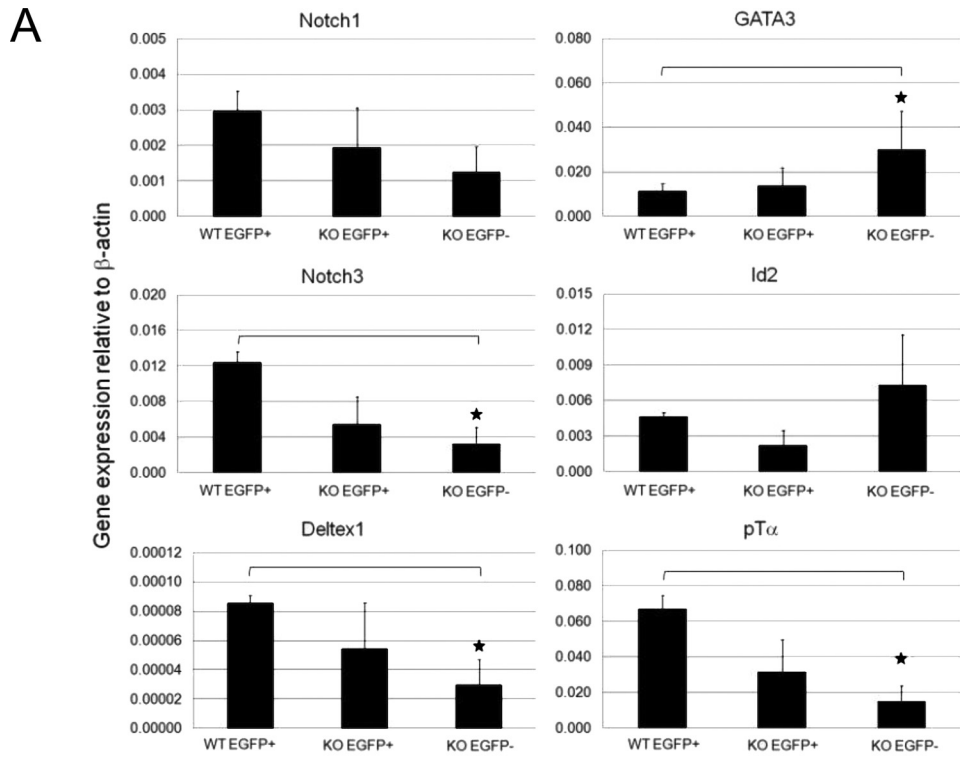 A
Gene expression relative to β-actin
Notch1
0.005
0.004
0.003
0.002
0.001
0.000
WT EGFP+ KO EGFP+ KO EGFP-
GATA3
0.080
0.060
0.040
0.020
0.000
WT EGFP+ KO EGFP+ KO EGFP-
Notch3
0.020
0.016
0.012
0.008
0.004
0.000
WT EGFP+ KO EGFP+ KO EGFP-
Id2
0.015
0.012
0.009
0.006
0.003
0.000
WT EGFP+ KO EGFP+ KO EGFP-
Deltex1
0.00012
0.00010
0.00008
0.00006
0.00004
0.00002
0.00000
WT EGFP+ KO EGFP+ KO EGFP-
pTα
0.100
0.080
0.060
0.040
0.020
0.000
WT EGFP+ KO EGFP+ KO EGFP-